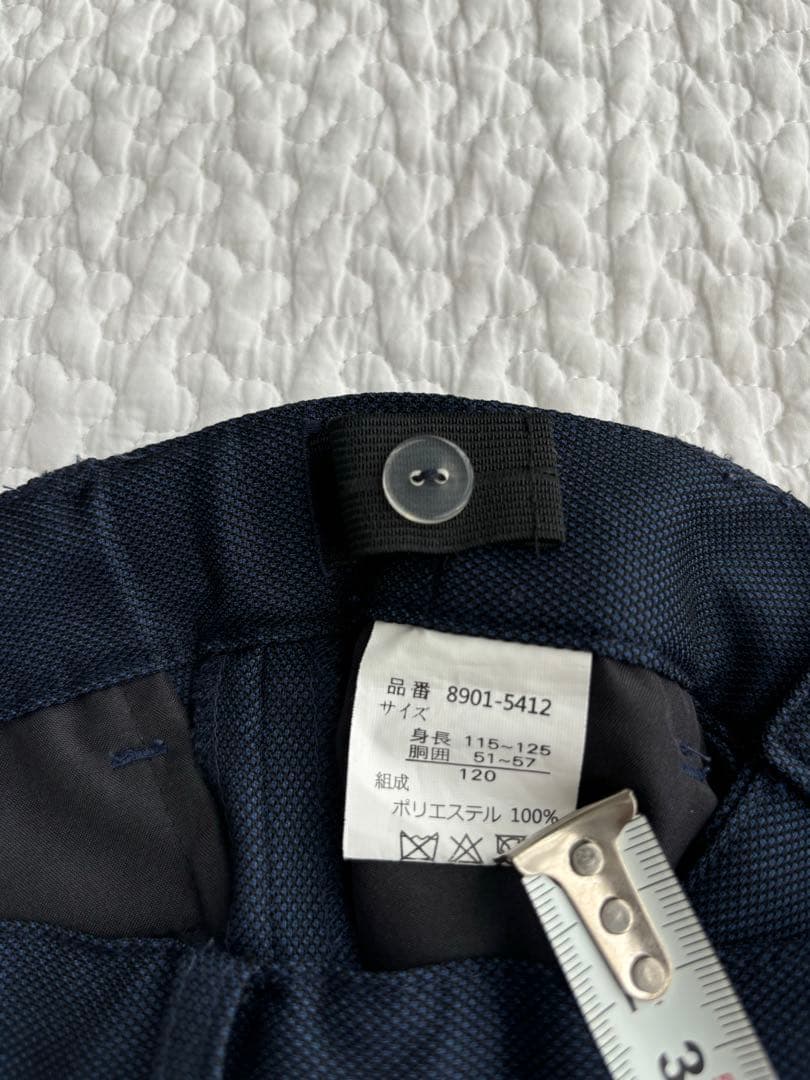 品番 8901-5412
サイズ
身長 115~125
胴囲 51~57
120
組成
ポリエステル 100%
3